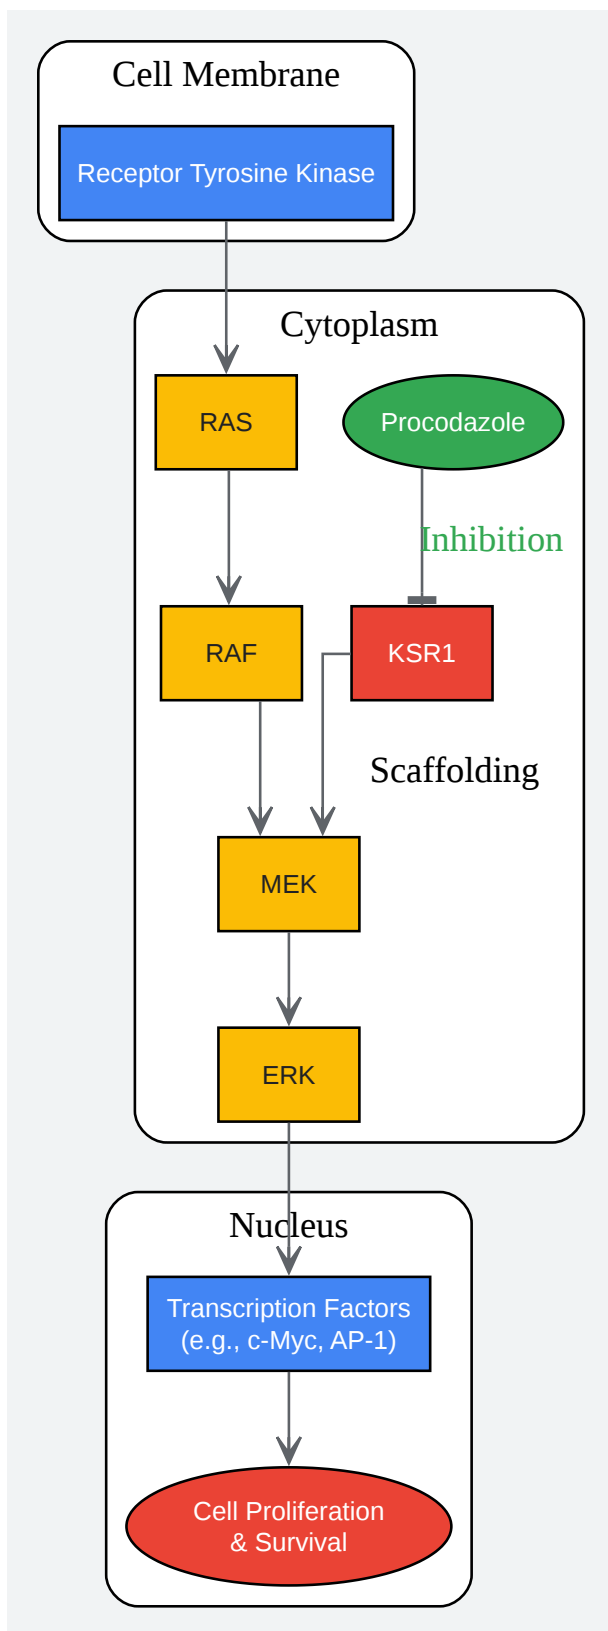 Cell Membrane
Receptor Tyrosine Kinase
Cytoplasm
RAS
Procodazole
Inhibition
RAF
KSR1
Scaffolding
MEK
ERK
Nucleus
Transcription Factors
(e.g., c-Myc, AP-1)
Cell Proliferation
& Survival